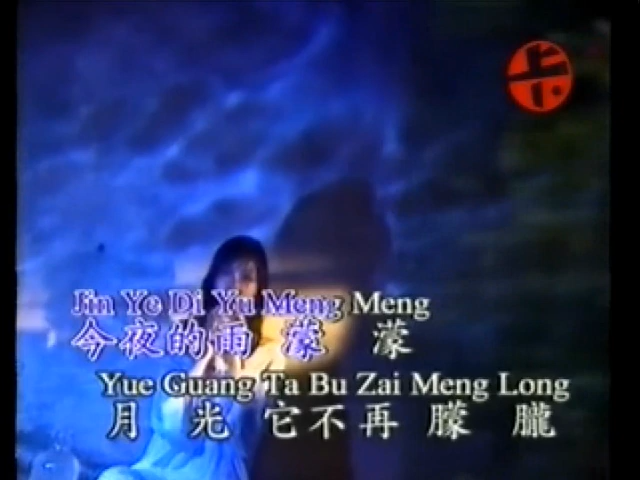 卡
Jin Ye Di Yu Meng Meng
今夜的雨 濛 濛
Yue Guang Ta Bu Zai Meng Long
月 光 它不再 朦 朧